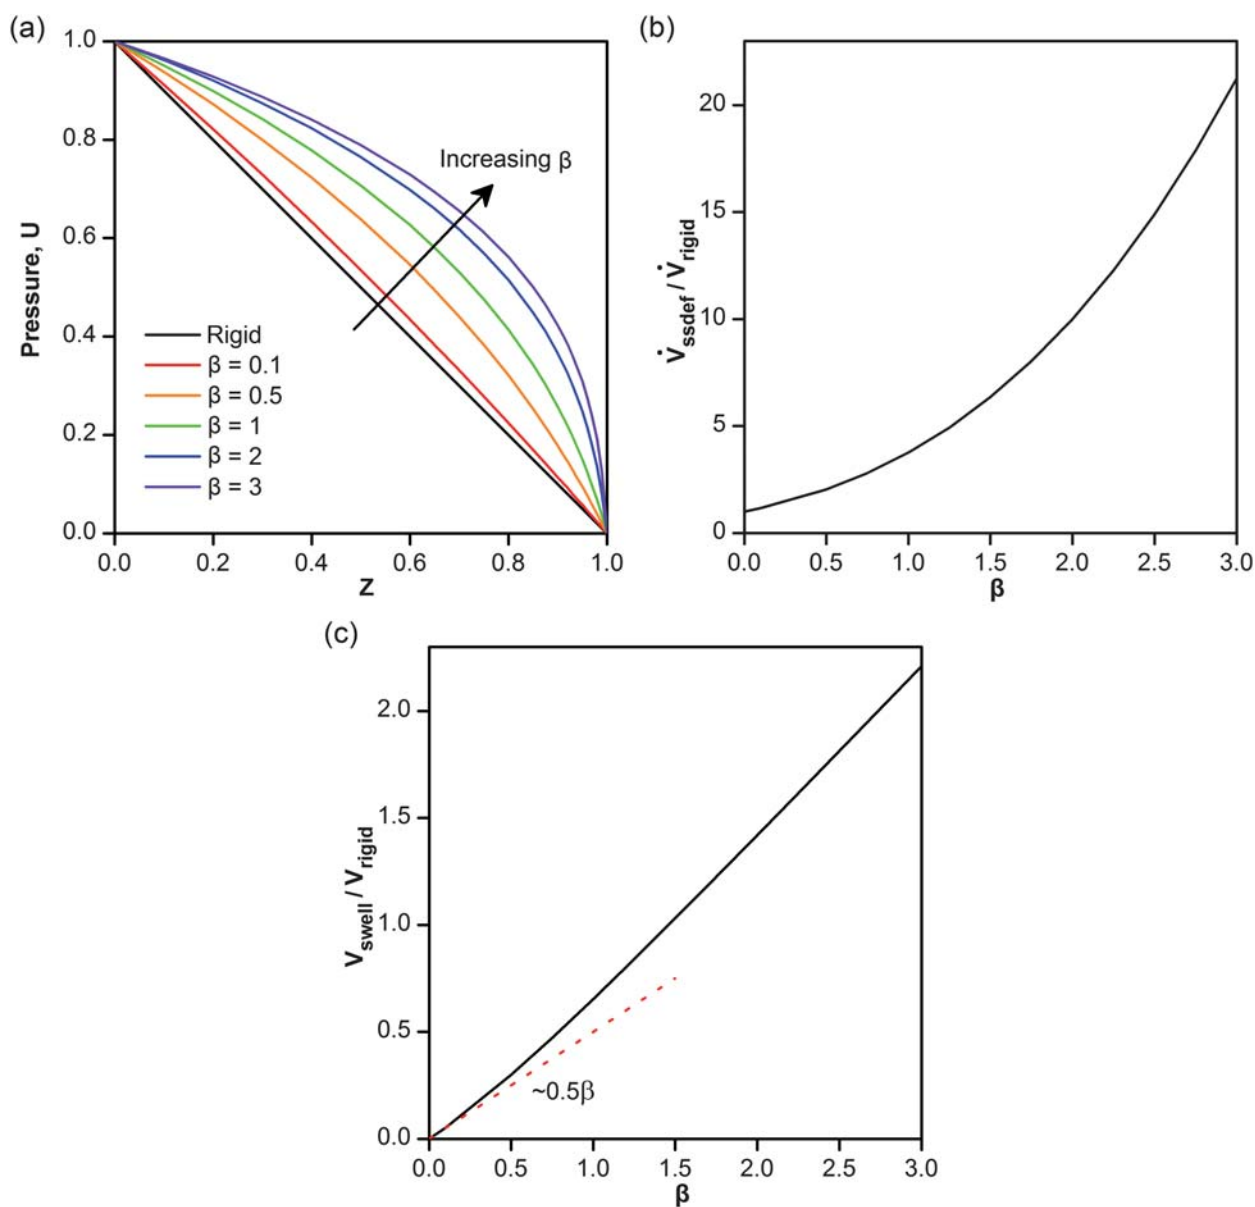 (a)
1.0
0.8
0.6
0.4
0.2
0.0
Pressure, U
Increasing β
Rigid
β = 0.1
β = 0.5
β = 1
β = 2
β = 3
0.0 0.2 0.4 0.6 0.8 1.0
Z
(b)
20
15
10
5
0
V̇ssdef / V̇rigid
0.0 0.5 1.0 1.5 2.0 2.5 3.0
β
(c)
2.0
1.5
1.0
0.5
0.0
Vswell / Vrigid
~0.5β
0.0 0.5 1.0 1.5 2.0 2.5 3.0
β